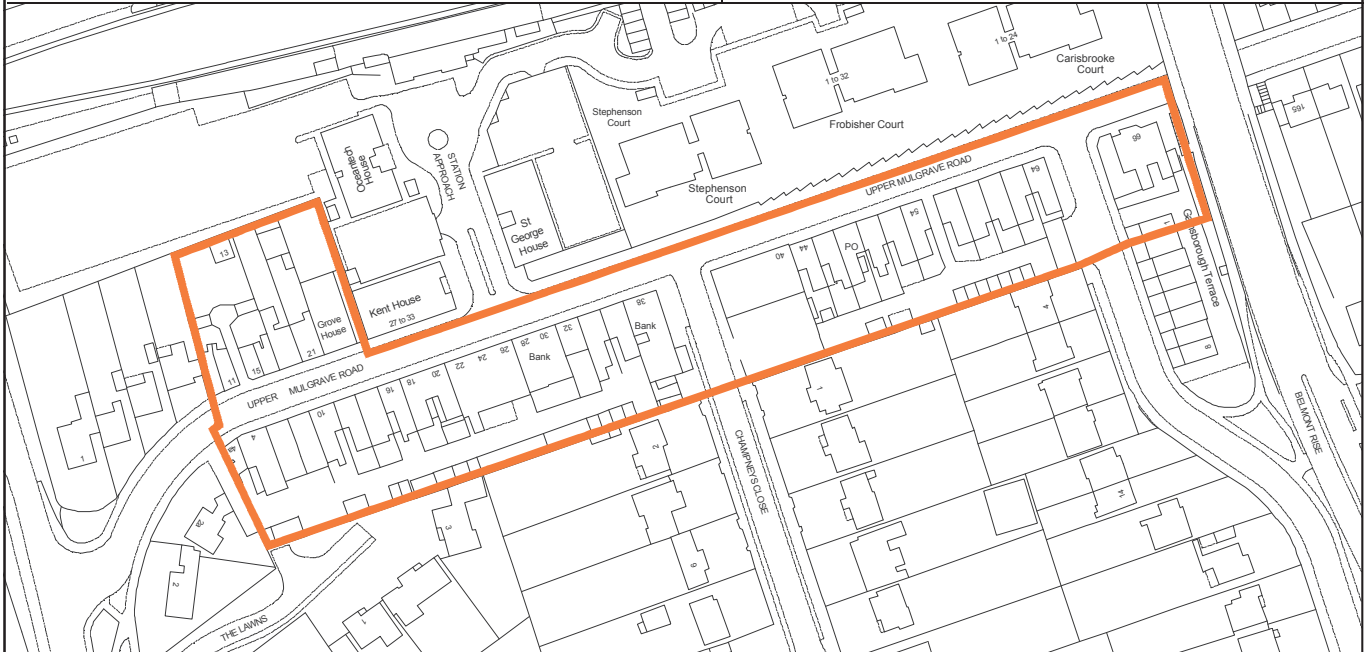 1 to 24
Carisbrooke
Court
1 to 32
Frobisher Court
165
Stephenson
Court
Stephenson
Court
Oceantech
House
STATION
APPROACH
St
George
House
UPPER MULGRAVE ROAD
66
64
54
PO
44
40
1
Gainsborough Terrace
8
13
Grove
House
21
15
11
Kent House
27 to 33
UPPER MULGRAVE ROAD
38
Bank
32
30
28
Bank
26
24
22
20
18
16
10
4
4a
1
2a
2
3
THE LAWNS
1
2
6
CHAMPNEYS CLOSE
1
4
14
BELMONT RISE